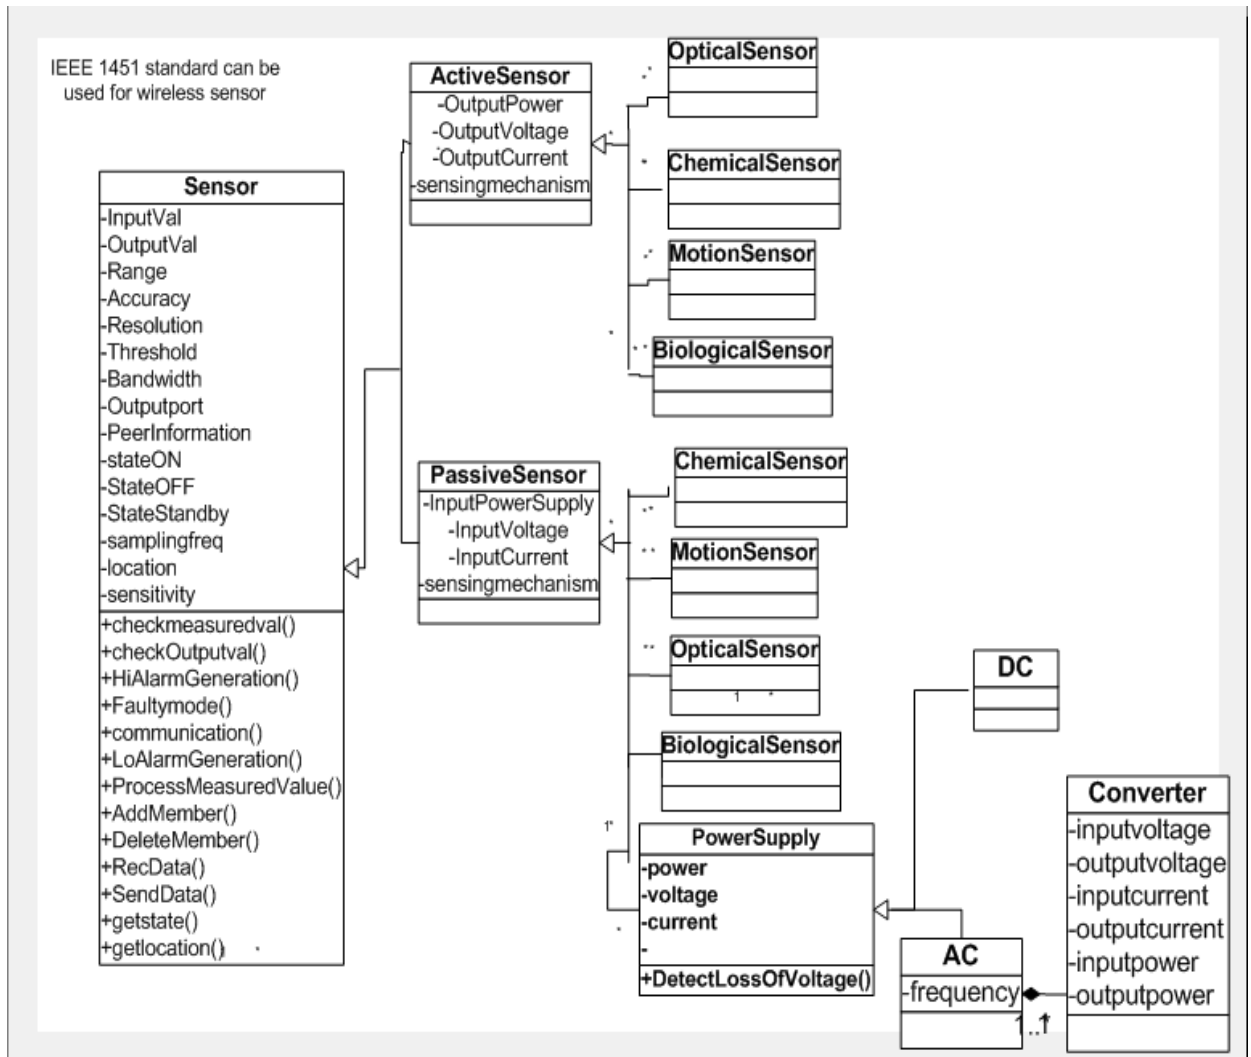 IEEE 1451 standard can be
used for wireless sensor
Sensor
-InputVal
-OutputVal
-Range
-Accuracy
-Resolution
-Threshold
-Bandwidth
-Outputport
-PeerInformation
-stateON
-StateOFF
-StateStandby
-samplingfreq
-location
-sensitivity
+checkmeasuredval()
+checkOutputval()
+HiAlarmGeneration()
+Faultymode()
+communication()
+LoAlarmGeneration()
+ProcessMeasuredValue()
+AddMember()
+DeleteMember()
+RecData()
+SendData()
+getstate()
+getlocation()
ActiveSensor
-OutputPower
-OutputVoltage
-OutputCurrent
-sensingmechanism
OpticalSensor
ChemicalSensor
MotionSensor
BiologicalSensor
PassiveSensor
-InputPowerSupply
-InputVoltage
-InputCurrent
-sensingmechanism
ChemicalSensor
MotionSensor
OpticalSensor
1 *
BiologicalSensor
1*
PowerSupply
-power
-voltage
-current
-
+DetectLossOfVoltage()
DC
AC
-frequency
Converter
-inputvoltage
-outputvoltage
-inputcurrent
-outputcurrent
-inputpower
-outputpower